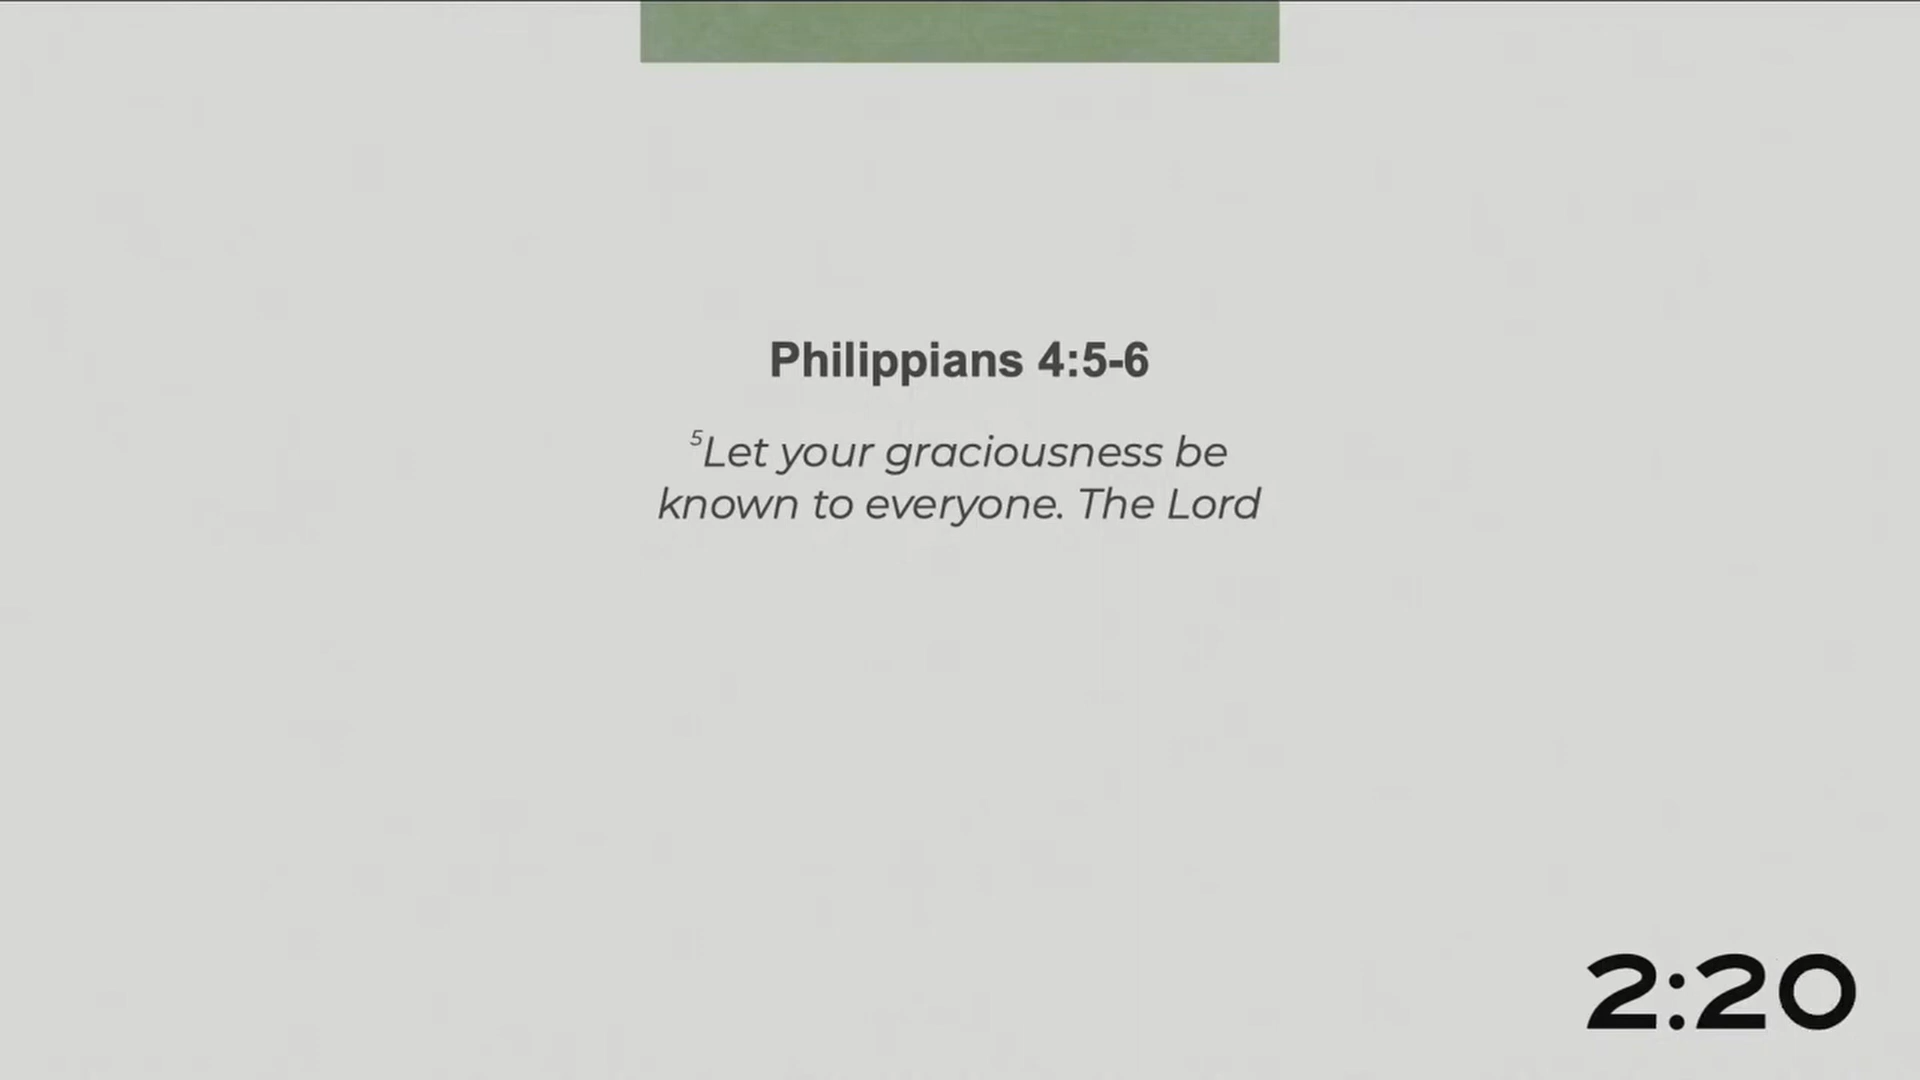 Philippians 4:5-6
⁵Let your graciousness be
known to everyone. The Lord
2:20